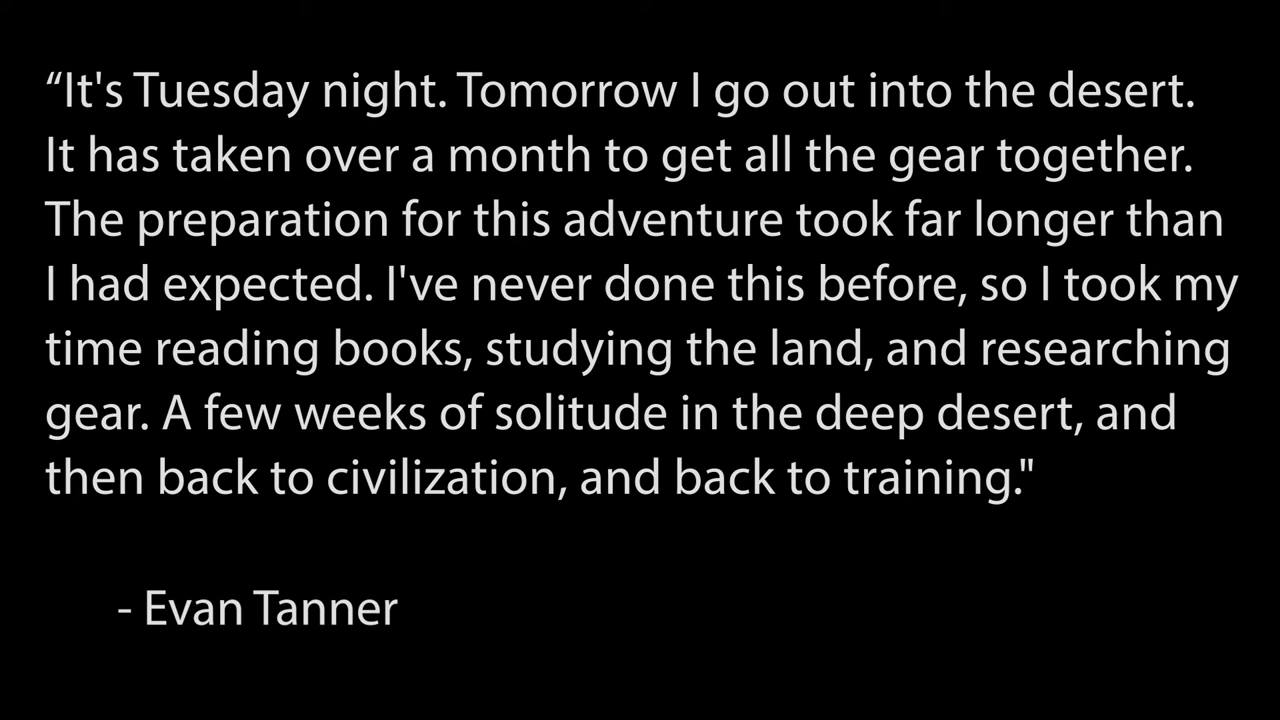 “It's Tuesday night. Tomorrow I go out into the desert.
It has taken over a month to get all the gear together.
The preparation for this adventure took far longer than
I had expected. I've never done this before, so I took my
time reading books, studying the land, and researching
gear. A few weeks of solitude in the deep desert, and
then back to civilization, and back to training."
- Evan Tanner